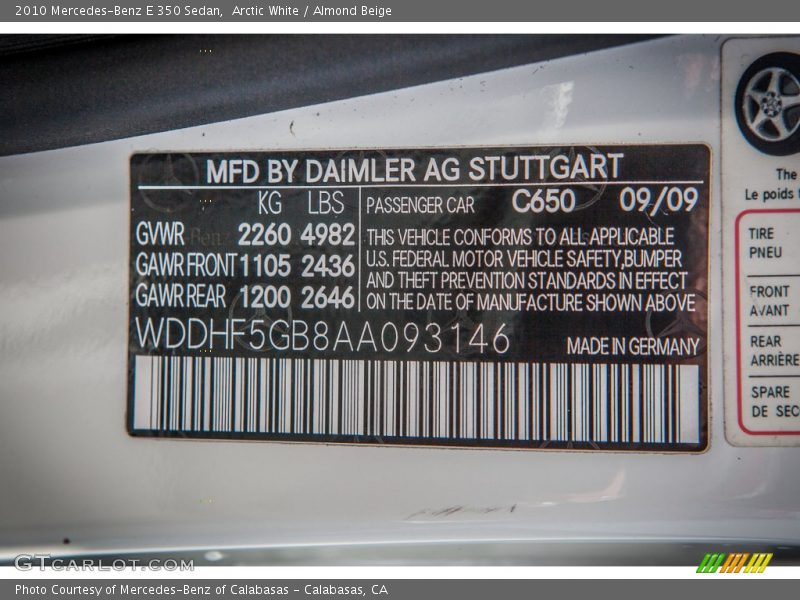 2010 Mercedes-Benz E 350 Sedan, Arctic White / Almond Beige
MFD BY DAIMLER AG STUTTGART
KG LBS
GVWR 2260 4982
GAWR FRONT 1105 2436
GAWR REAR 1200 2646
PASSENGER CAR C650 09/09
THIS VEHICLE CONFORMS TO ALL APPLICABLE
U.S. FEDERAL MOTOR VEHICLE SAFETY, BUMPER
AND THEFT PREVENTION STANDARDS IN EFFECT
ON THE DATE OF MANUFACTURE SHOWN ABOVE
WDDHF5GB8AA093146 MADE IN GERMANY
The
Le poids t
TIRE
PNEU
FRONT
AVANT
REAR
ARRIÈRE
SPARE
DE SEC
GTCARLOT.COM
Photo Courtesy of Mercedes-Benz of Calabasas - Calabasas, CA